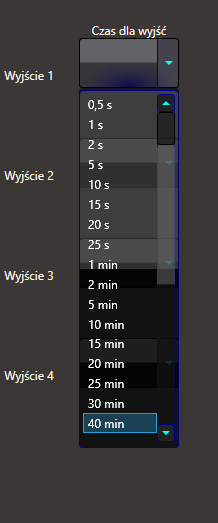 Czas dla wyjść
Wyjście 1
0,5 s
1 s
2 s
5 s
Wyjście 2
10 s
15 s
20 s
25 s
1 min
Wyjście 3
2 min
5 min
10 min
15 min
20 min
Wyjście 4
25 min
30 min
40 min